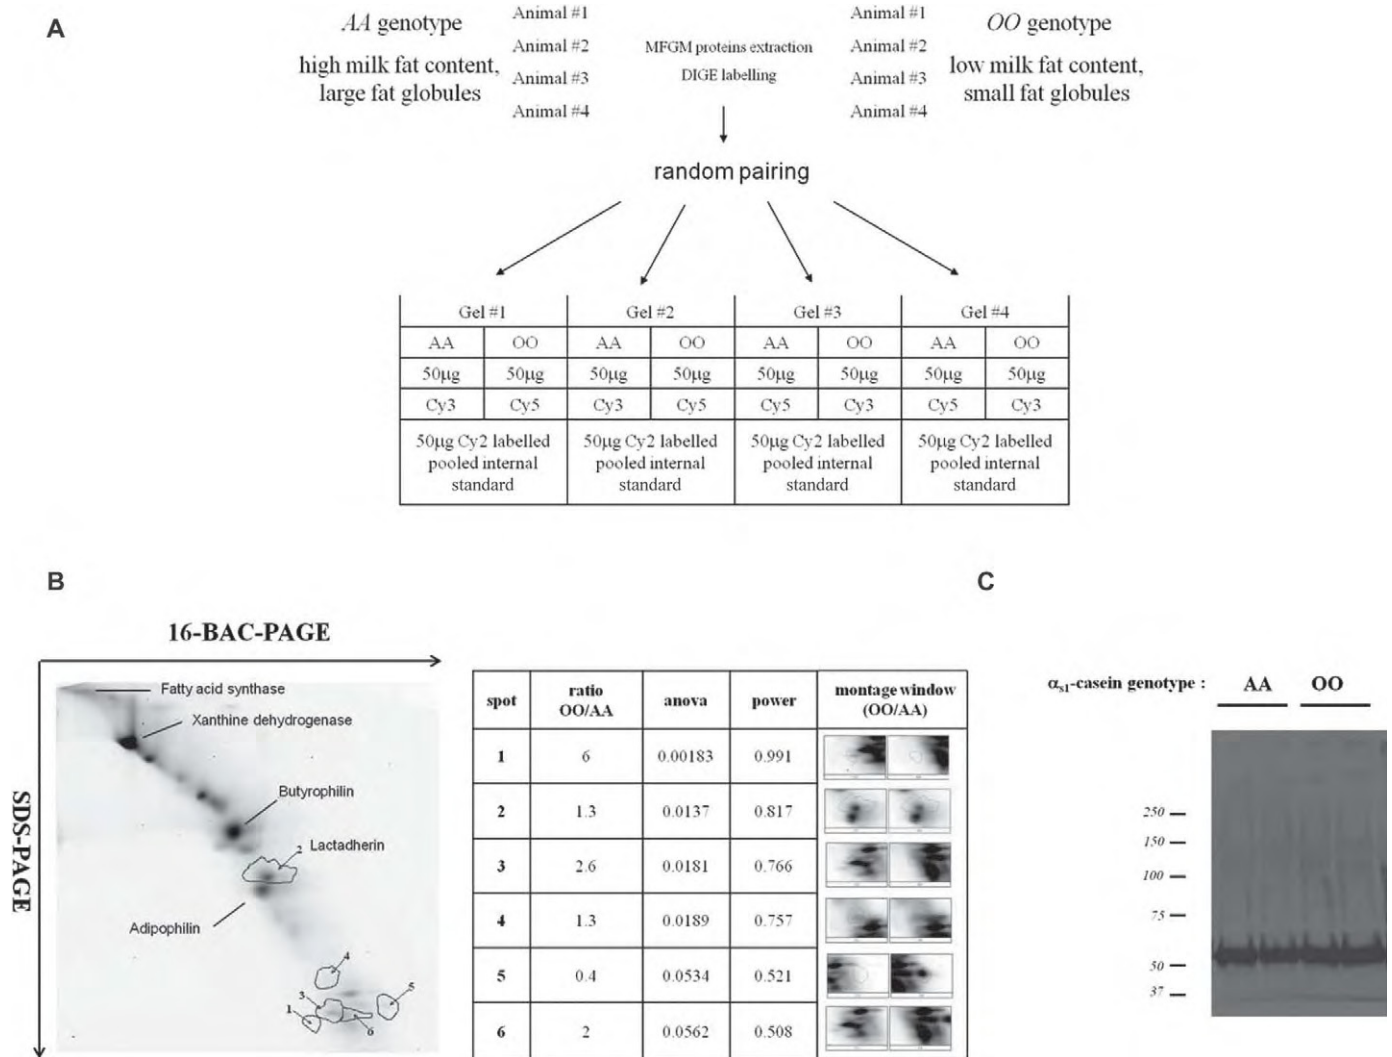 A
AA genotype
high milk fat content,
large fat globules
Animal #1
Animal #2
Animal #3
Animal #4
MFGM proteins extraction
DIGE labelling
Animal #1
Animal #2
Animal #3
Animal #4
OO genotype
low milk fat content,
small fat globules
random pairing
Gel #1 Gel #2 Gel #3 Gel #4
AA OO AA OO AA OO AA OO
50µg 50µg 50µg 50µg 50µg 50µg 50µg 50µg
Cy3 Cy5 Cy3 Cy5 Cy5 Cy3 Cy5 Cy3
50µg Cy2 labelled 50µg Cy2 labelled 50µg Cy2 labelled 50µg Cy2 labelled
pooled internal pooled internal pooled internal pooled internal
standard standard standard standard
B
16-BAC-PAGE
SDS-PAGE
Fatty acid synthase
Xanthine dehydrogenase
Butyrophilin
2 Lactadherin
Adipophilin
4
3
5
1
6
spot ratio OO/AA anova power montage window (OO/AA)
1 6 0.00183 0.991
2 1.3 0.0137 0.817
3 2.6 0.0181 0.766
4 1.3 0.0189 0.757
5 0.4 0.0534 0.521
6 2 0.0562 0.508
C
αs1-casein genotype : AA OO
250
150
100
75
50
37